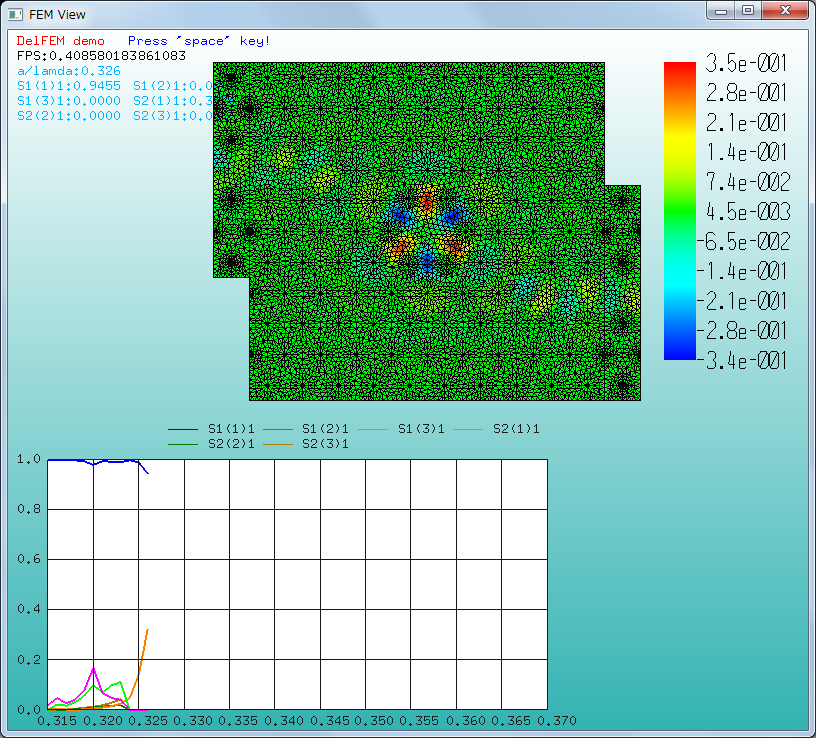 FEM View
DelFEM demo Press "space" key!
FPS:0.408580183861083
a/lamda:0.326
S1(1)1:0.9455 S1(2)1:0.0
S1(3)1:0.0000 S2(1)1:0.3
S2(2)1:0.0000 S2(3)1:0.0
3.5e-001
2.8e-001
2.1e-001
1.4e-001
7.4e-002
4.5e-003
-6.5e-002
-1.4e-001
-2.1e-001
-2.8e-001
-3.4e-001
S1(1)1 S1(2)1 S1(3)1 S2(1)1
S2(2)1 S2(3)1
1.0
0.8
0.6
0.4
0.2
0.0
0.315 0.320 0.325 0.330 0.335 0.340 0.345 0.350 0.355 0.360 0.365 0.370